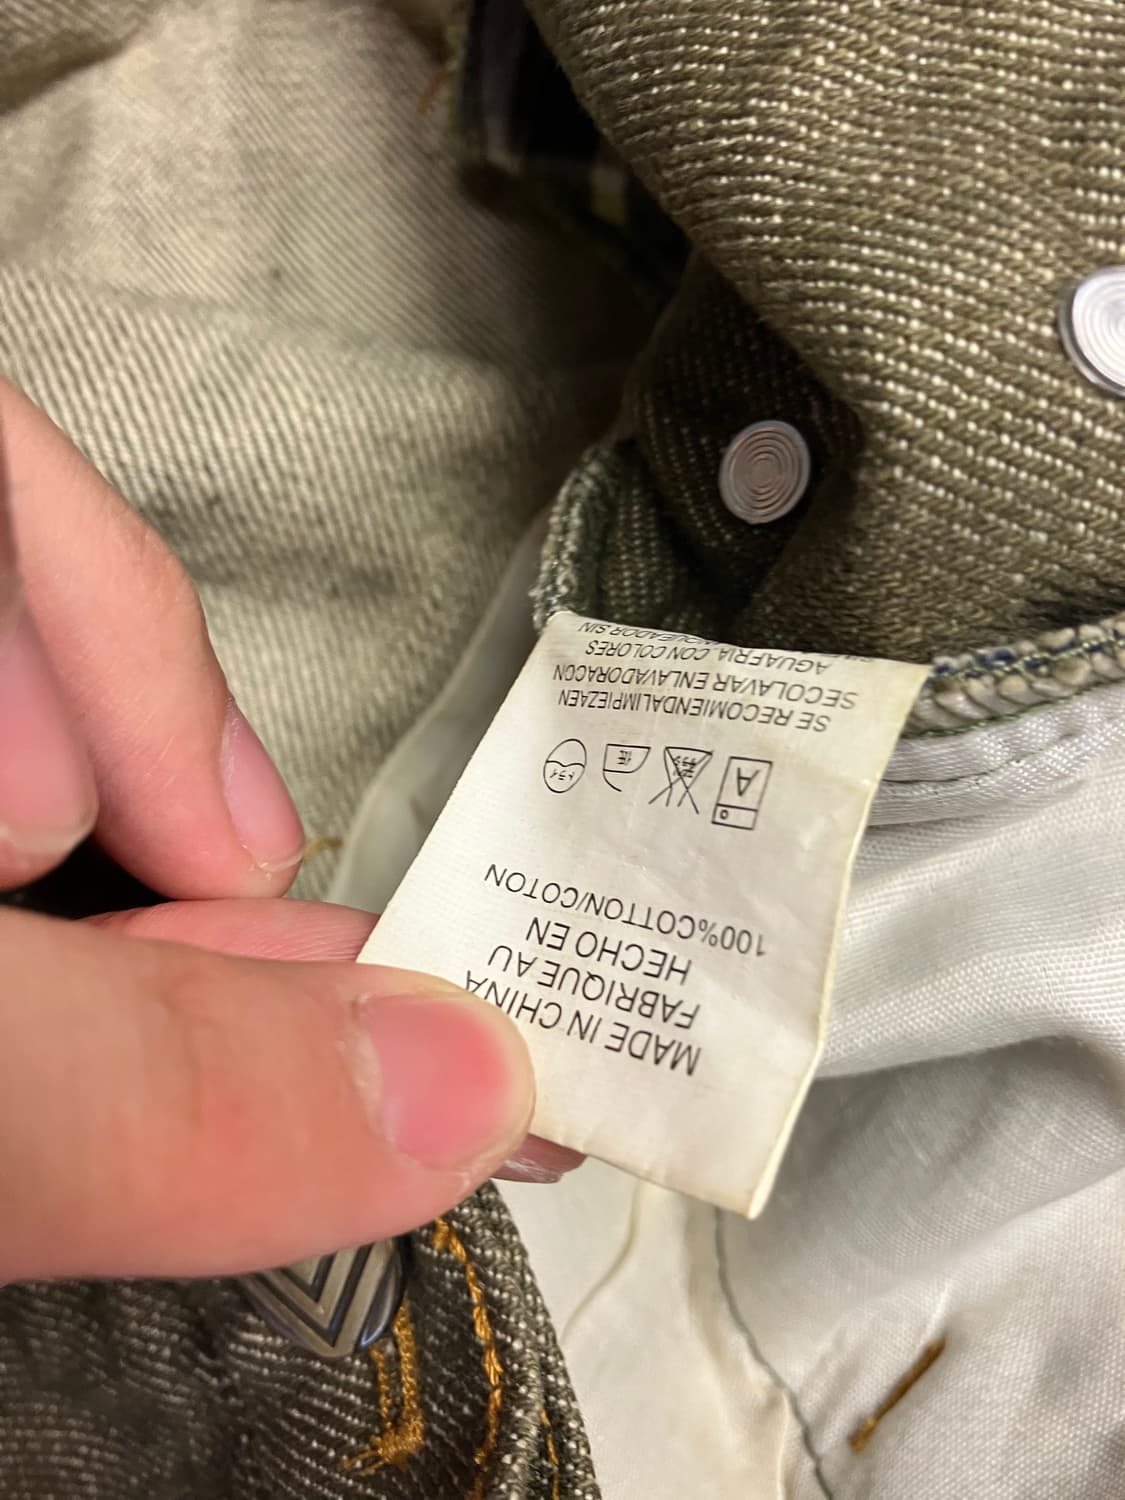 MADE IN CHINA
FABRIQUE AU
HECHO EN
100%COTTON/COTON
A
SE RECOMIENDALIMPIEZAEN
SECOLAVAR ENLAVADORACON
AGUAFRIA. CON COLORES
SIN